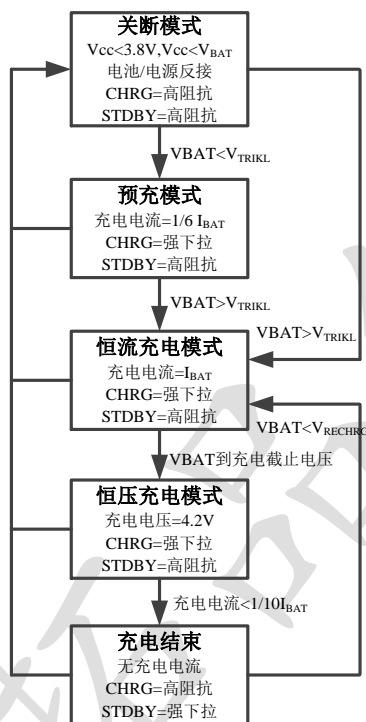 关断模式
Vcc<3.8V,Vcc<VBAT
电池/电源反接
CHRG=高阻抗
STDBY=高阻抗
VBAT<VTRIKL
预充模式
充电电流=1/6 IBAT
CHRG=强下拉
STDBY=高阻抗
VBAT>VTRIKL
VBAT>VTRIKL
恒流充电模式
充电电流=IBAT
CHRG=强下拉
STDBY=高阻抗
VBAT<VRECHRG
VBAT到充电截止电压
恒压充电模式
充电电压=4.2V
CHRG=强下拉
STDBY=高阻抗
充电电流<1/10IBAT
充电结束
无充电电流
CHRG=高阻抗
STDBY=强下拉